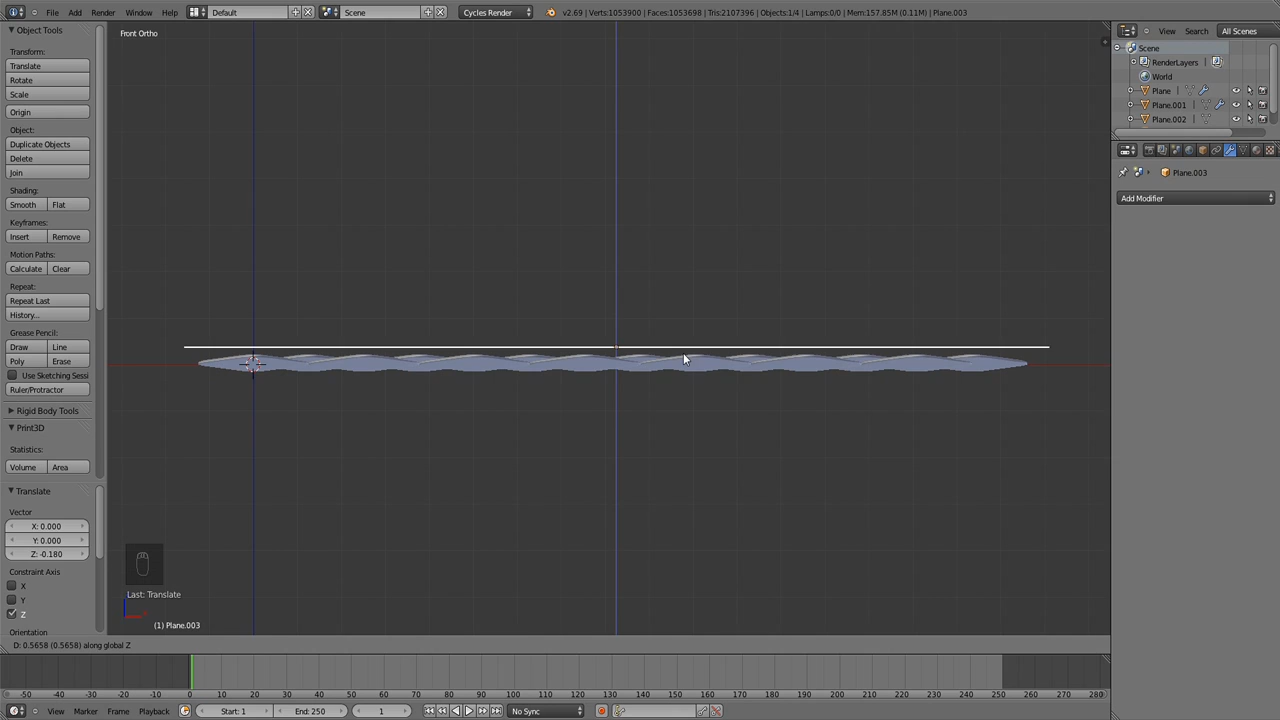 File Add Render Window Help Default Scene Cycles Render v2.69 | Verts:1053900 | Faces:1053698 | Tris:2107396 | Objects:1/4 | Lamps:0/0 | Mem:157.85M (0.11M) | Plane.003
Object Tools
Transform:
Translate
Rotate
Scale
Origin
Object:
Duplicate Objects
Delete
Join
Shading:
Smooth Flat
Keyframes:
Insert Remove
Motion Paths:
Calculate Clear
Repeat:
Repeat Last
History...
Grease Pencil:
Draw Line
Poly Erase
Use Sketching Sessi
Ruler/Protractor
Rigid Body Tools
Print3D
Statistics:
Volume Area
Translate
Vector
X: 0.000
Y: 0.000
Z: -0.180
Constraint Axis
X
Y
Z
Orientation
Front Ortho
Last: Translate
(1) Plane.003
D: 0.5658 (0.5658) along global Z
View Search All Scenes
Scene
RenderLayers
World
Plane
Plane.001
Plane.002
Plane.003
Add Modifier
-50 -40 -30 -20 -10 0 10 20 30 40 50 60 70 80 90 100 110 120 130 140 150 160 170 180 190 200 210 220 230 240 250 260 270 280
View Marker Frame Playback Start: 1 End: 250 1 No Sync